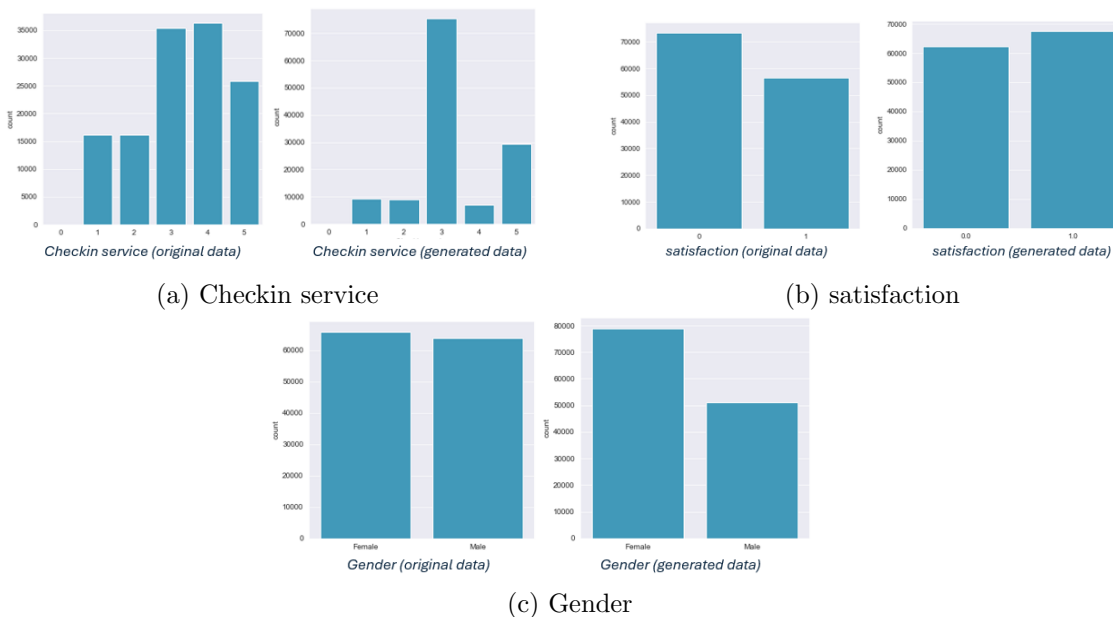 35000
30000
25000
20000
15000
10000
5000
0
count
0 1 2 3 4 5
Checkin service (original data)
70000
60000
50000
40000
30000
20000
10000
0
count
0 1 2 3 4 5
Checkin service (generated data)
(a) Checkin service
70000
60000
50000
40000
30000
20000
10000
0
count
0 1
satisfaction (original data)
70000
60000
50000
40000
30000
20000
10000
0
count
0.0 1.0
satisfaction (generated data)
(b) satisfaction
60000
50000
40000
30000
20000
10000
0
count
Female Male
Gender (original data)
80000
70000
60000
50000
40000
30000
20000
10000
0
count
Female Male
Gender (generated data)
(c) Gender